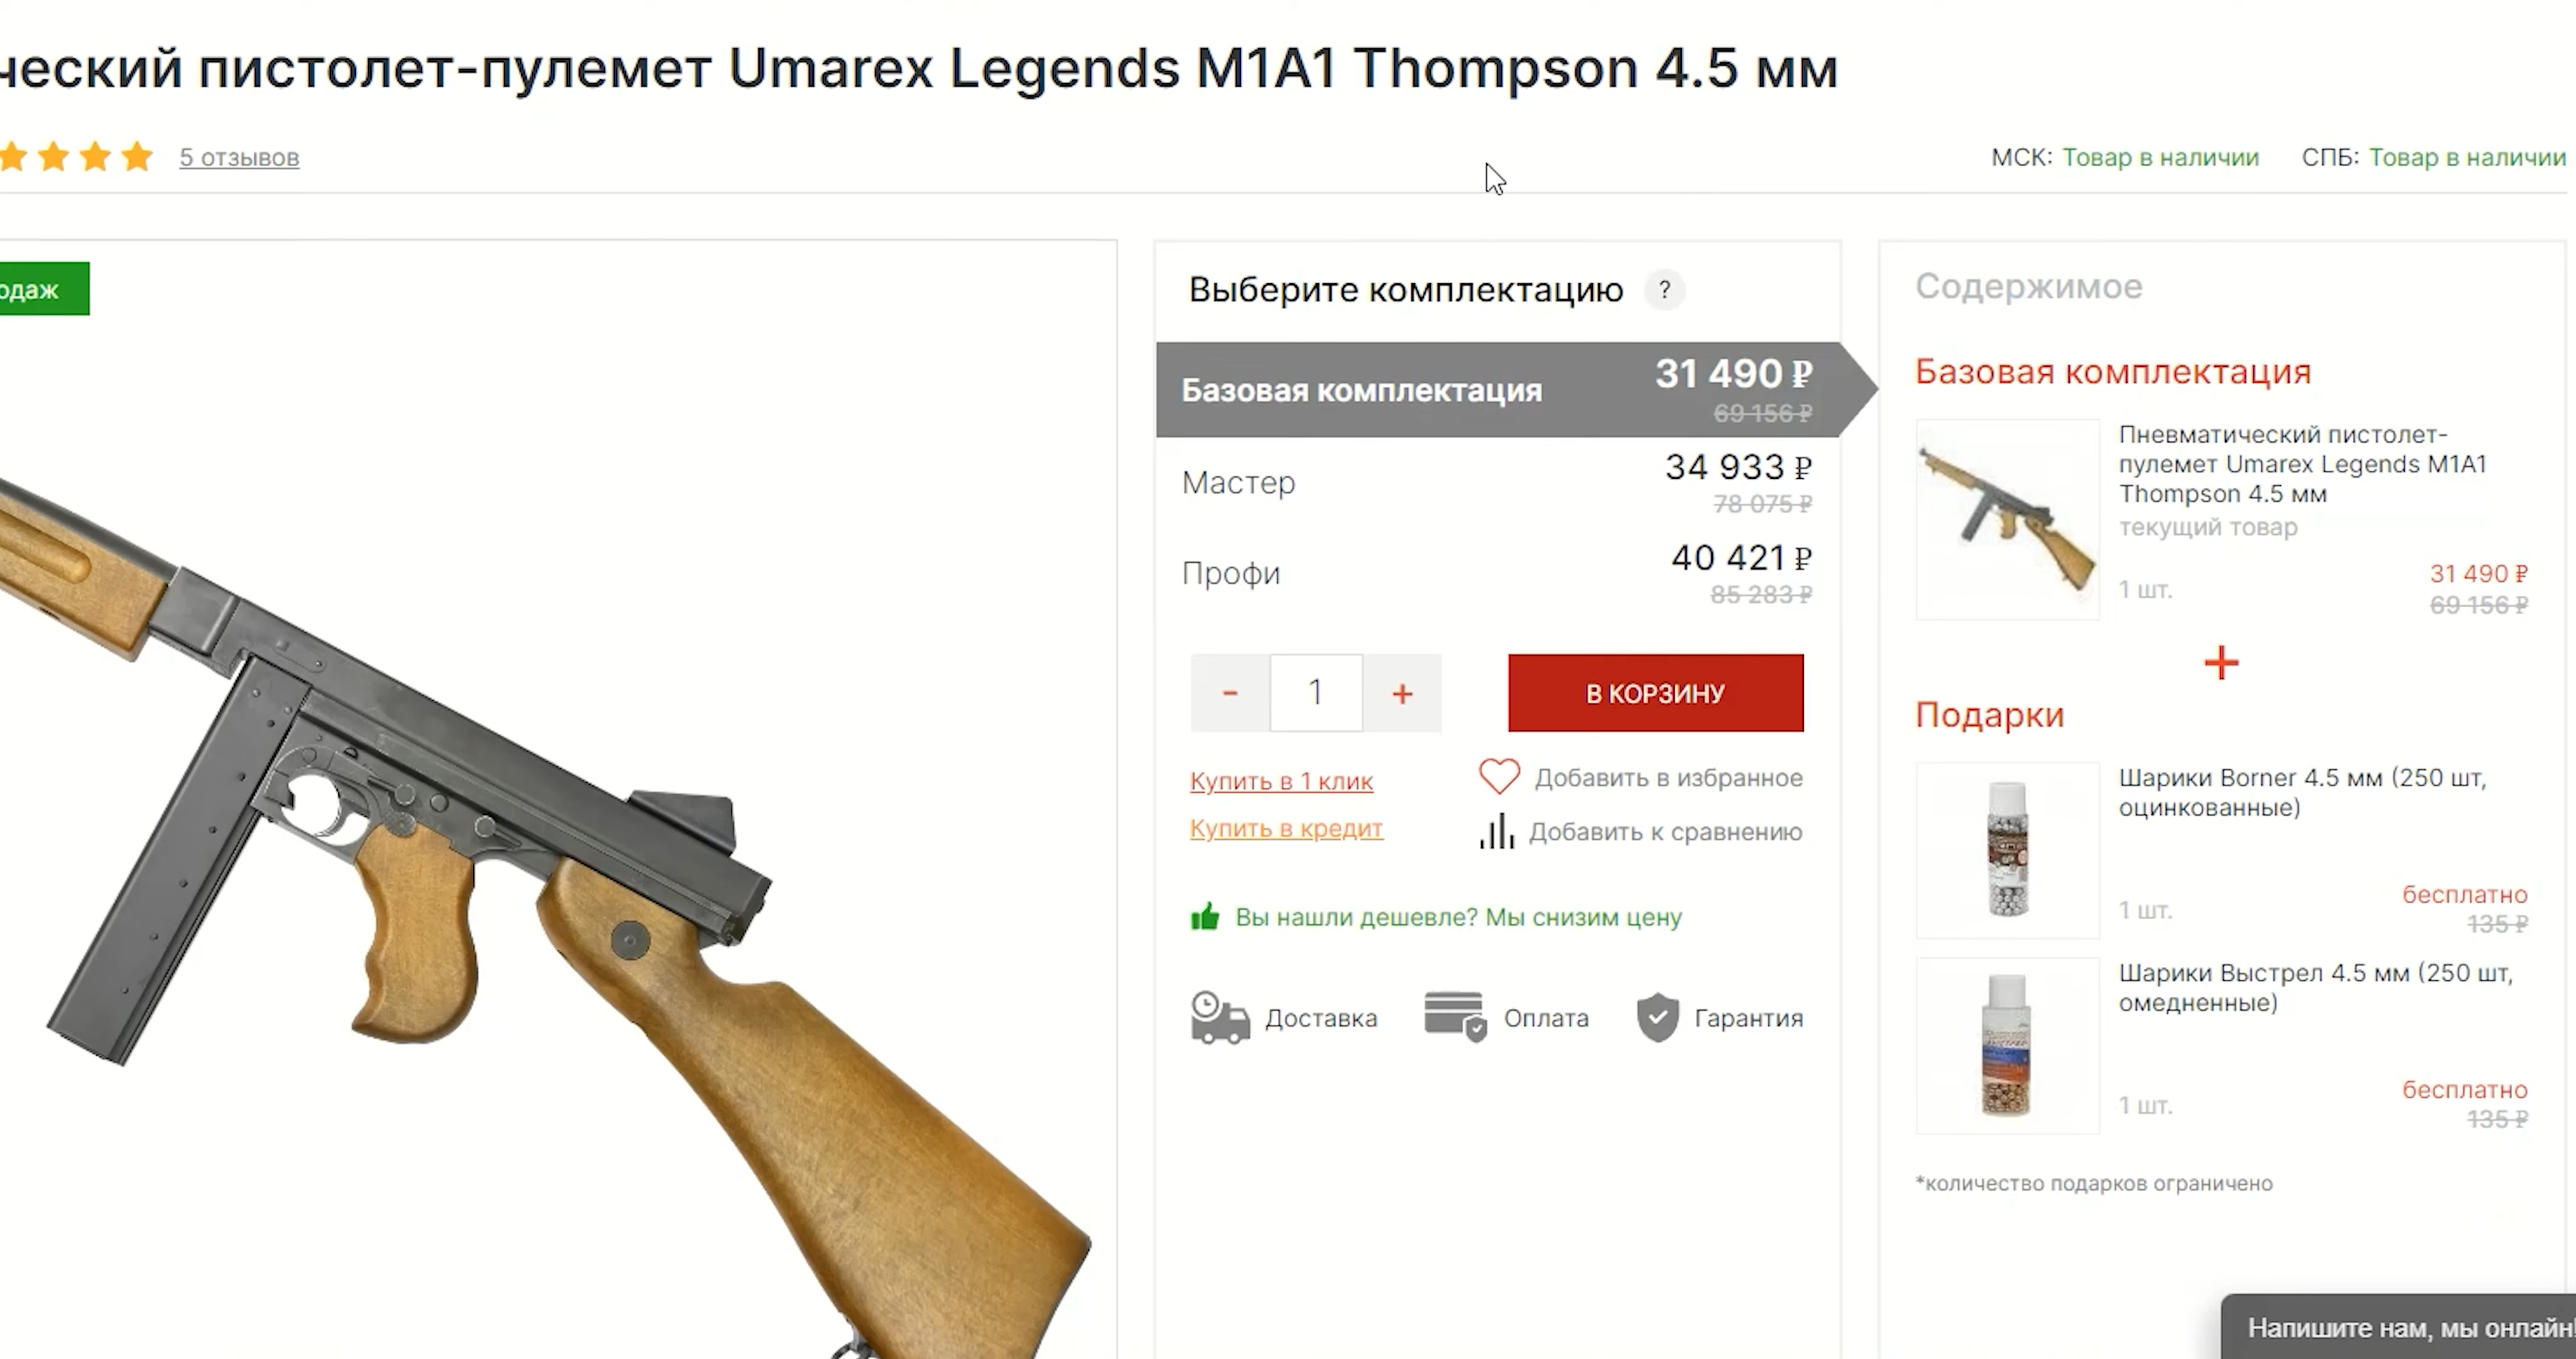 ческий пистолет-пулемет Umarex Legends M1A1 Thompson 4.5 мм
5 отзывов
МСК: Товар в наличии СПБ: Товар в наличии
одаж
Выберите комплектацию ?
Базовая комплектация 31 490 ₽
69 156 ₽
Мастер 34 933 ₽
78 075 ₽
Профи 40 421 ₽
85 283 ₽
- 1 + В КОРЗИНУ
Купить в 1 клик Добавить в избранное
Купить в кредит Добавить к сравнению
Вы нашли дешевле? Мы снизим цену
Доставка Оплата Гарантия
Содержимое
Базовая комплектация
Пневматический пистолет-
пулемет Umarex Legends M1A1
Thompson 4.5 мм
текущий товар
1 шт. 31 490 ₽
69 156 ₽
+
Подарки
Шарики Borner 4.5 мм (250 шт,
оцинкованные)
1 шт. бесплатно
135 ₽
Шарики Выстрел 4.5 мм (250 шт,
омедненные)
1 шт. бесплатно
135 ₽
*количество подарков ограничено
Напишите нам, мы онлайн!